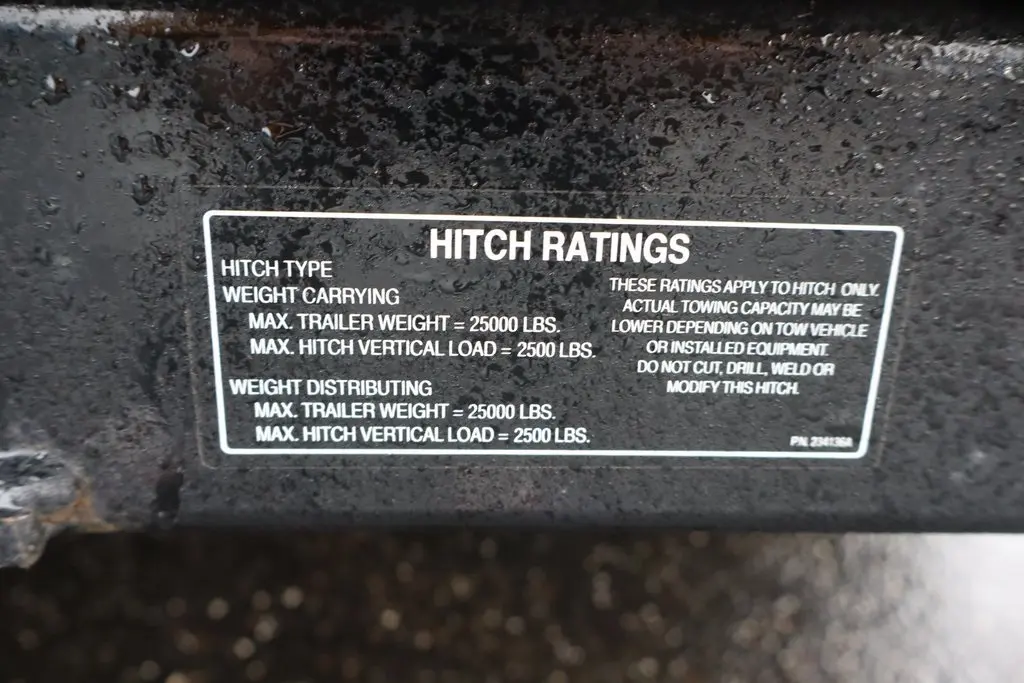 HITCH RATINGS
HITCH TYPE
WEIGHT CARRYING
MAX. TRAILER WEIGHT = 25000 LBS.
MAX. HITCH VERTICAL LOAD = 2500 LBS.
WEIGHT DISTRIBUTING
MAX. TRAILER WEIGHT = 25000 LBS.
MAX. HITCH VERTICAL LOAD = 2500 LBS.
THESE RATINGS APPLY TO HITCH ONLY.
ACTUAL TOWING CAPACITY MAY BE
LOWER DEPENDING ON TOW VEHICLE
OR INSTALLED EQUIPMENT.
DO NOT CUT, DRILL, WELD OR
MODIFY THIS HITCH.
PN. 234136A